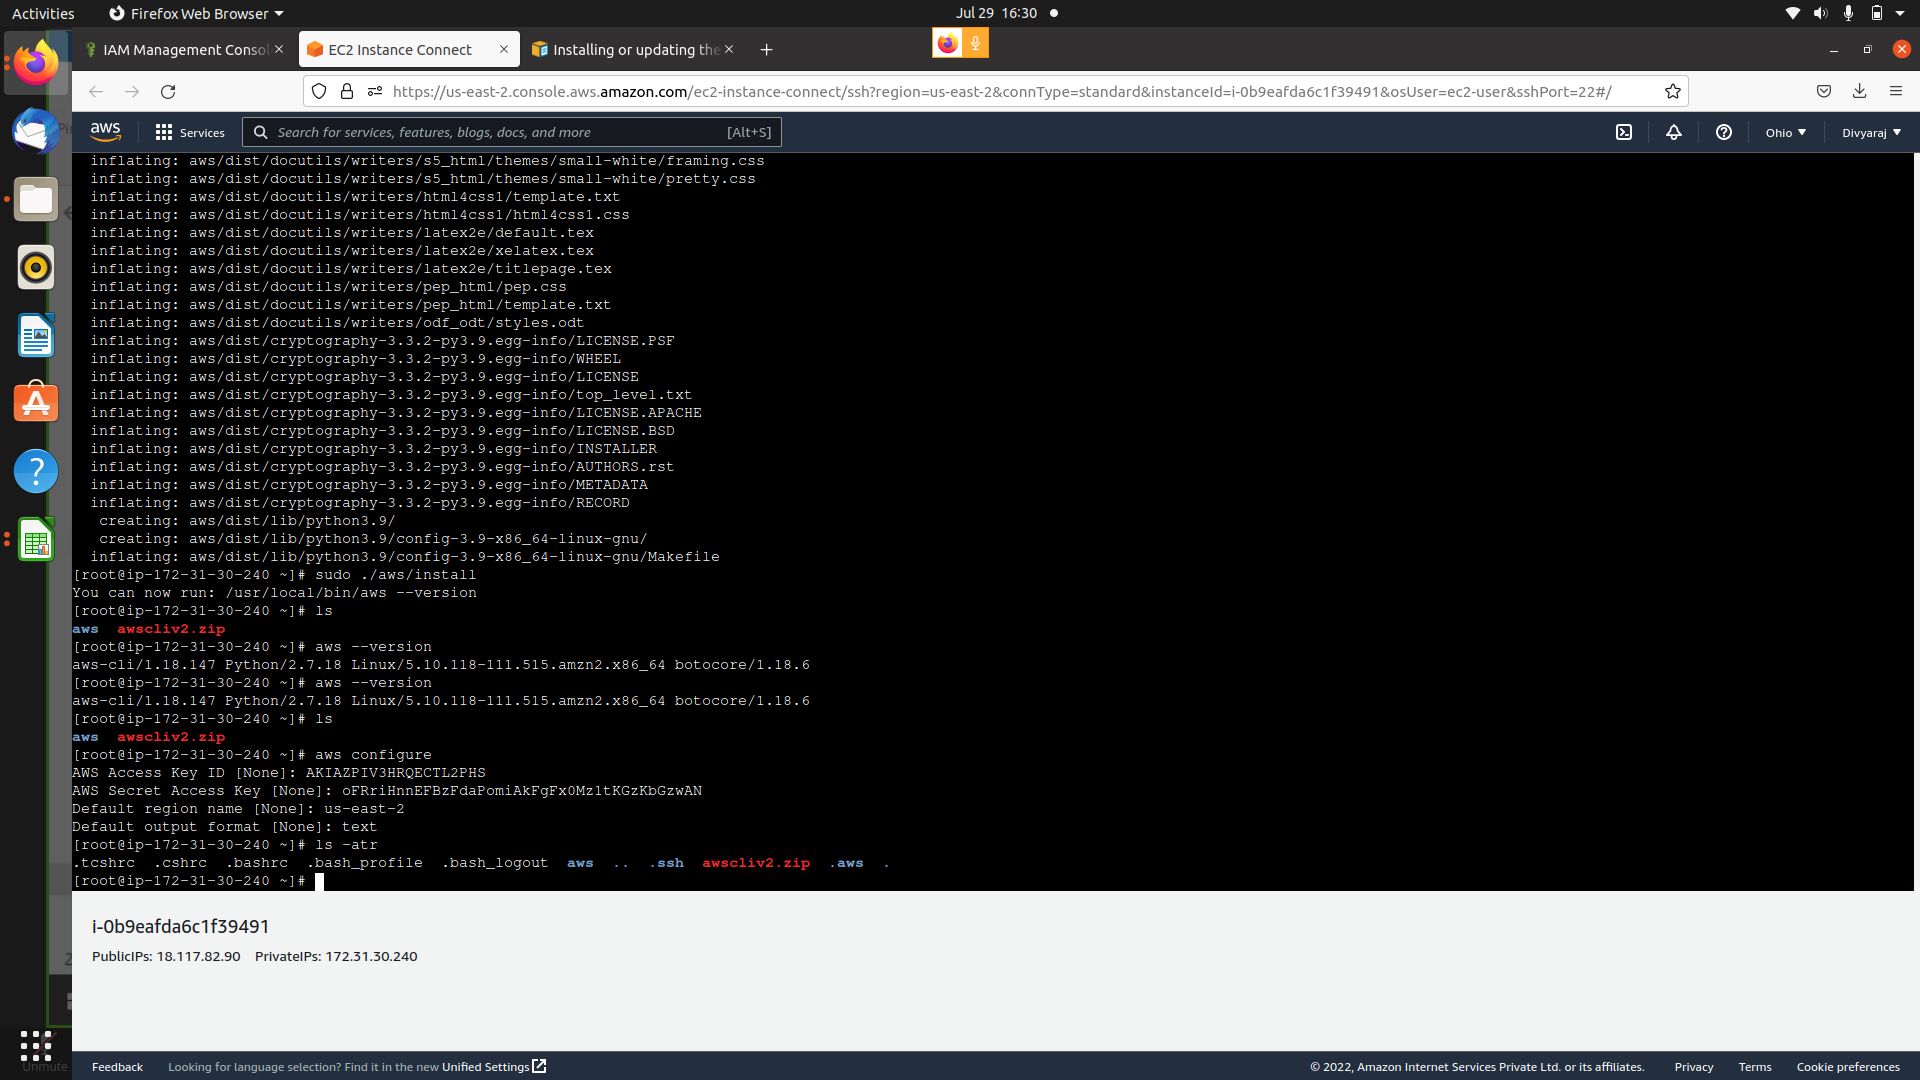 Activities
Firefox Web Browser
Jul 29 16:30
IAM Management Consol
EC2 Instance Connect
Installing or updating the
https://us-east-2.console.aws.amazon.com/ec2-instance-connect/ssh?region=us-east-2&connType=standard&instanceId=i-0b9eafda6c1f39491&osUser=ec2-user&sshPort=22#/
aws
Services
Search for services, features, blogs, docs, and more
[Alt+S]
Ohio
Divyaraj
inflating: aws/dist/docutils/writers/s5_html/themes/small-white/framing.css
inflating: aws/dist/docutils/writers/s5_html/themes/small-white/pretty.css
inflating: aws/dist/docutils/writers/html4css1/template.txt
inflating: aws/dist/docutils/writers/html4css1/html4css1.css
inflating: aws/dist/docutils/writers/latex2e/default.tex
inflating: aws/dist/docutils/writers/latex2e/xelatex.tex
inflating: aws/dist/docutils/writers/latex2e/titlepage.tex
inflating: aws/dist/docutils/writers/pep_html/pep.css
inflating: aws/dist/docutils/writers/pep_html/template.txt
inflating: aws/dist/docutils/writers/odf_odt/styles.odt
inflating: aws/dist/cryptography-3.3.2-py3.9.egg-info/LICENSE.PSF
inflating: aws/dist/cryptography-3.3.2-py3.9.egg-info/WHEEL
inflating: aws/dist/cryptography-3.3.2-py3.9.egg-info/LICENSE
inflating: aws/dist/cryptography-3.3.2-py3.9.egg-info/top_level.txt
inflating: aws/dist/cryptography-3.3.2-py3.9.egg-info/LICENSE.APACHE
inflating: aws/dist/cryptography-3.3.2-py3.9.egg-info/LICENSE.BSD
inflating: aws/dist/cryptography-3.3.2-py3.9.egg-info/INSTALLER
inflating: aws/dist/cryptography-3.3.2-py3.9.egg-info/AUTHORS.rst
inflating: aws/dist/cryptography-3.3.2-py3.9.egg-info/METADATA
inflating: aws/dist/cryptography-3.3.2-py3.9.egg-info/RECORD
creating: aws/dist/lib/python3.9/
creating: aws/dist/lib/python3.9/config-3.9-x86_64-linux-gnu/
inflating: aws/dist/lib/python3.9/config-3.9-x86_64-linux-gnu/Makefile
[root@ip-172-31-30-240 ~]# sudo ./aws/install
You can now run: /usr/local/bin/aws --version
[root@ip-172-31-30-240 ~]# ls
aws awscliv2.zip
[root@ip-172-31-30-240 ~]# aws --version
aws-cli/1.18.147 Python/2.7.18 Linux/5.10.118-111.515.amzn2.x86_64 botocore/1.18.6
[root@ip-172-31-30-240 ~]# aws --version
aws-cli/1.18.147 Python/2.7.18 Linux/5.10.118-111.515.amzn2.x86_64 botocore/1.18.6
[root@ip-172-31-30-240 ~]# ls
aws awscliv2.zip
[root@ip-172-31-30-240 ~]# aws configure
AWS Access Key ID [None]: AKIAZPIV3HRQECTL2PHS
AWS Secret Access Key [None]: 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
Default region name [None]: us-east-2
Default output format [None]: text
[root@ip-172-31-30-240 ~]# ls -atr
.tcshrc .cshrc .bashrc .bash_profile .bash_logout aws .. .ssh awscliv2.zip .aws .
[root@ip-172-31-30-240 ~]#
i-0b9eafda6c1f39491
PublicIPs: 18.117.82.90 PrivateIPs: 172.31.30.240
Unmute
Feedback
Looking for language selection? Find it in the new Unified Settings
© 2022, Amazon Internet Services Private Ltd. or its affiliates.
Privacy
Terms
Cookie preferences